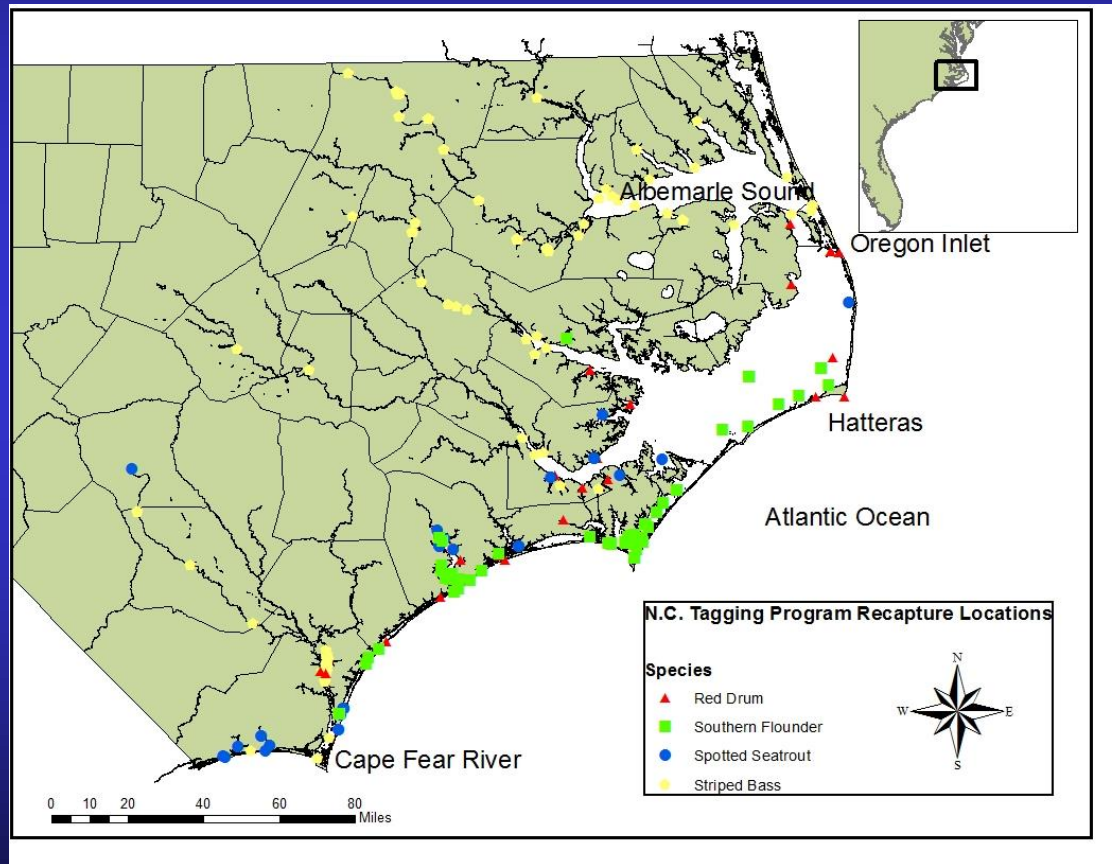 Albemarle Sound
Oregon Inlet
Hatteras
Atlantic Ocean
Cape Fear River
N.C. Tagging Program Recapture Locations
Species
Red Drum
Southern Flounder
Spotted Seatrout
Striped Bass
N
W E
S
0 10 20 40 60 80
Miles